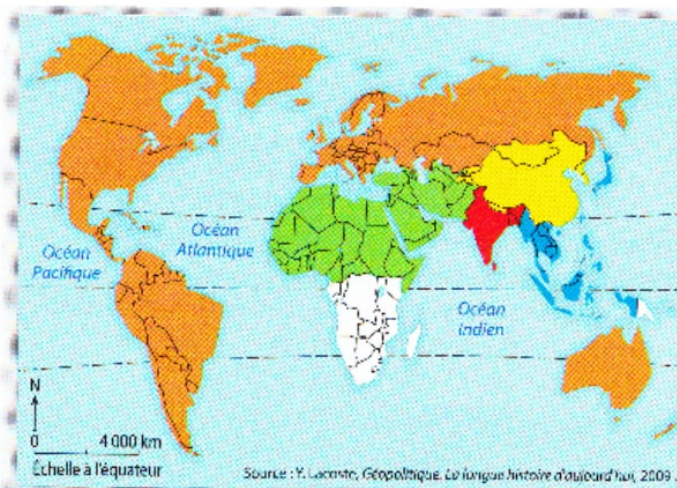 Océan
Atlantique
Océan
Pacifique
Océan
Indien
N
0 4 000 km
Échelle à l'équateur
Source : Y. Lacoste, Géopolitique. La longue histoire d'aujourd'hui, 2009.